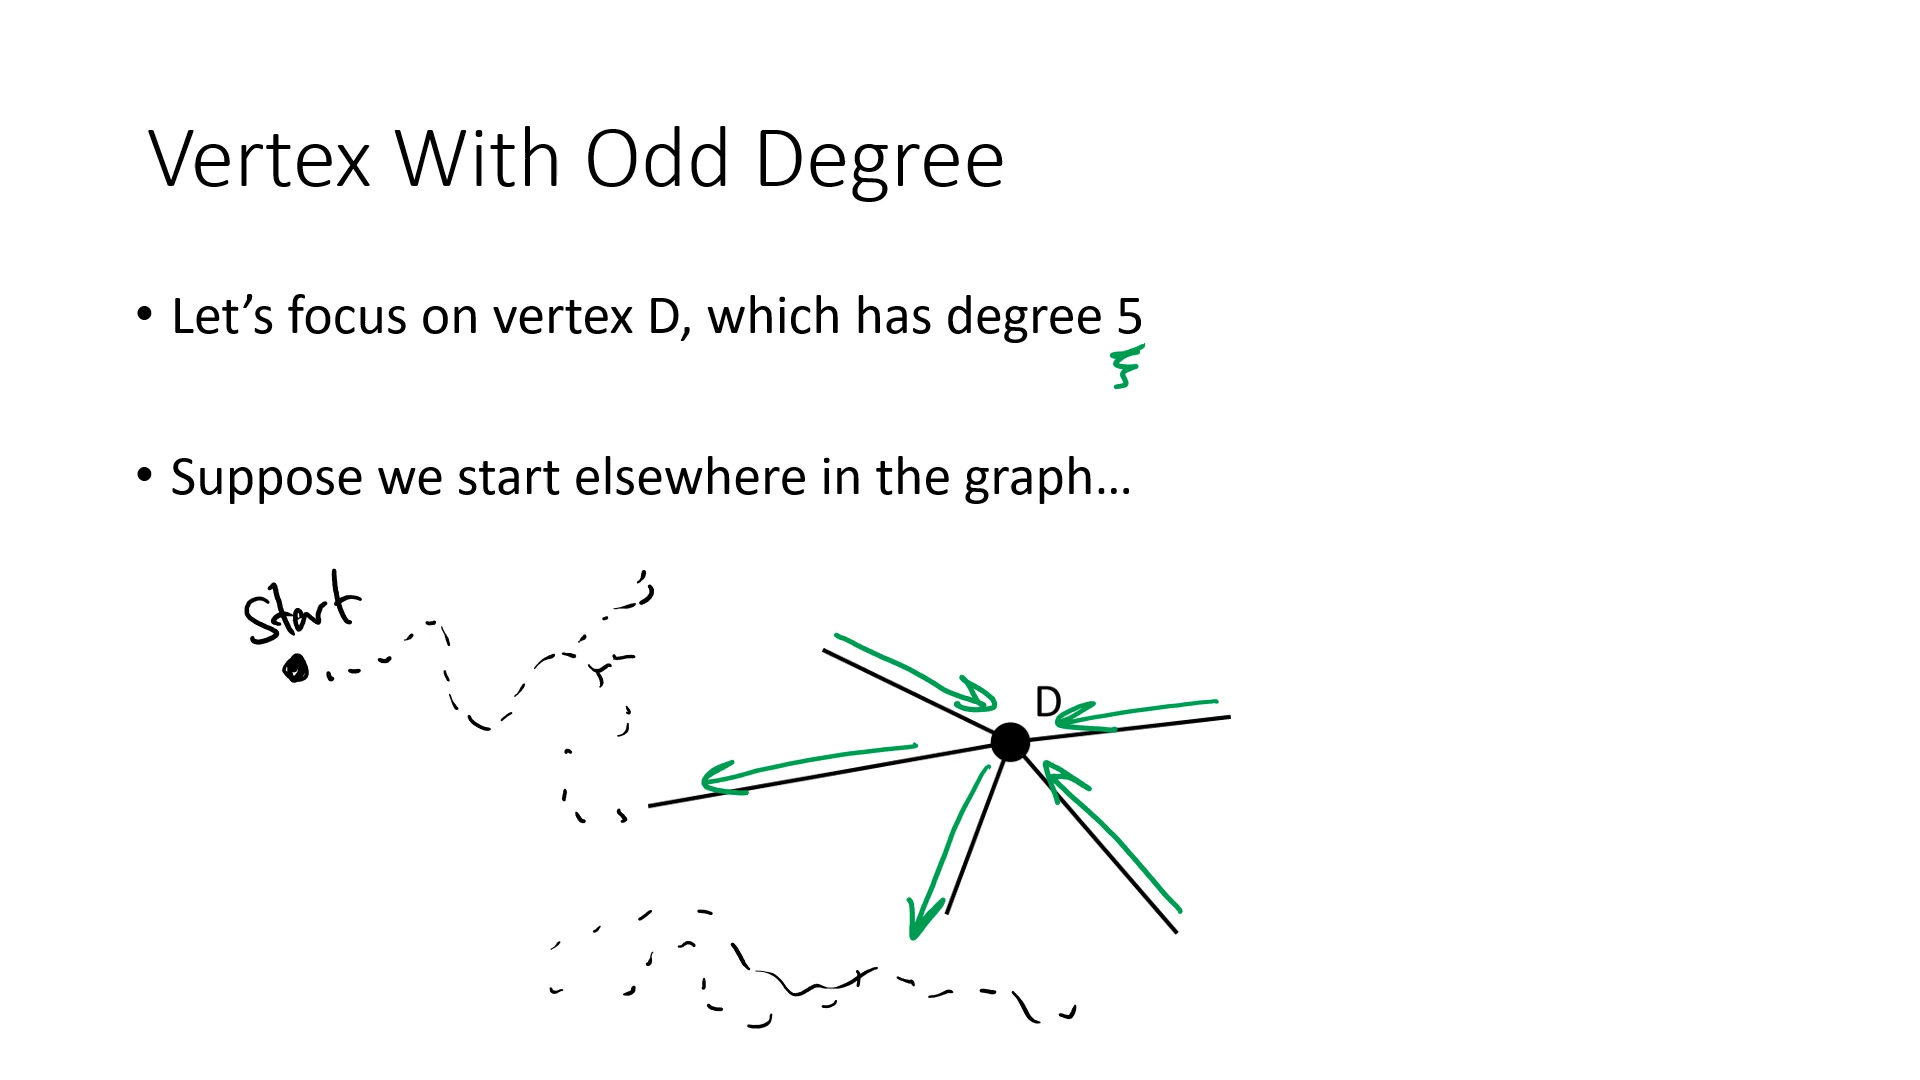 Vertex With Odd Degree
• Let’s focus on vertex D, which has degree 5
• Suppose we start elsewhere in the graph…
Start
D